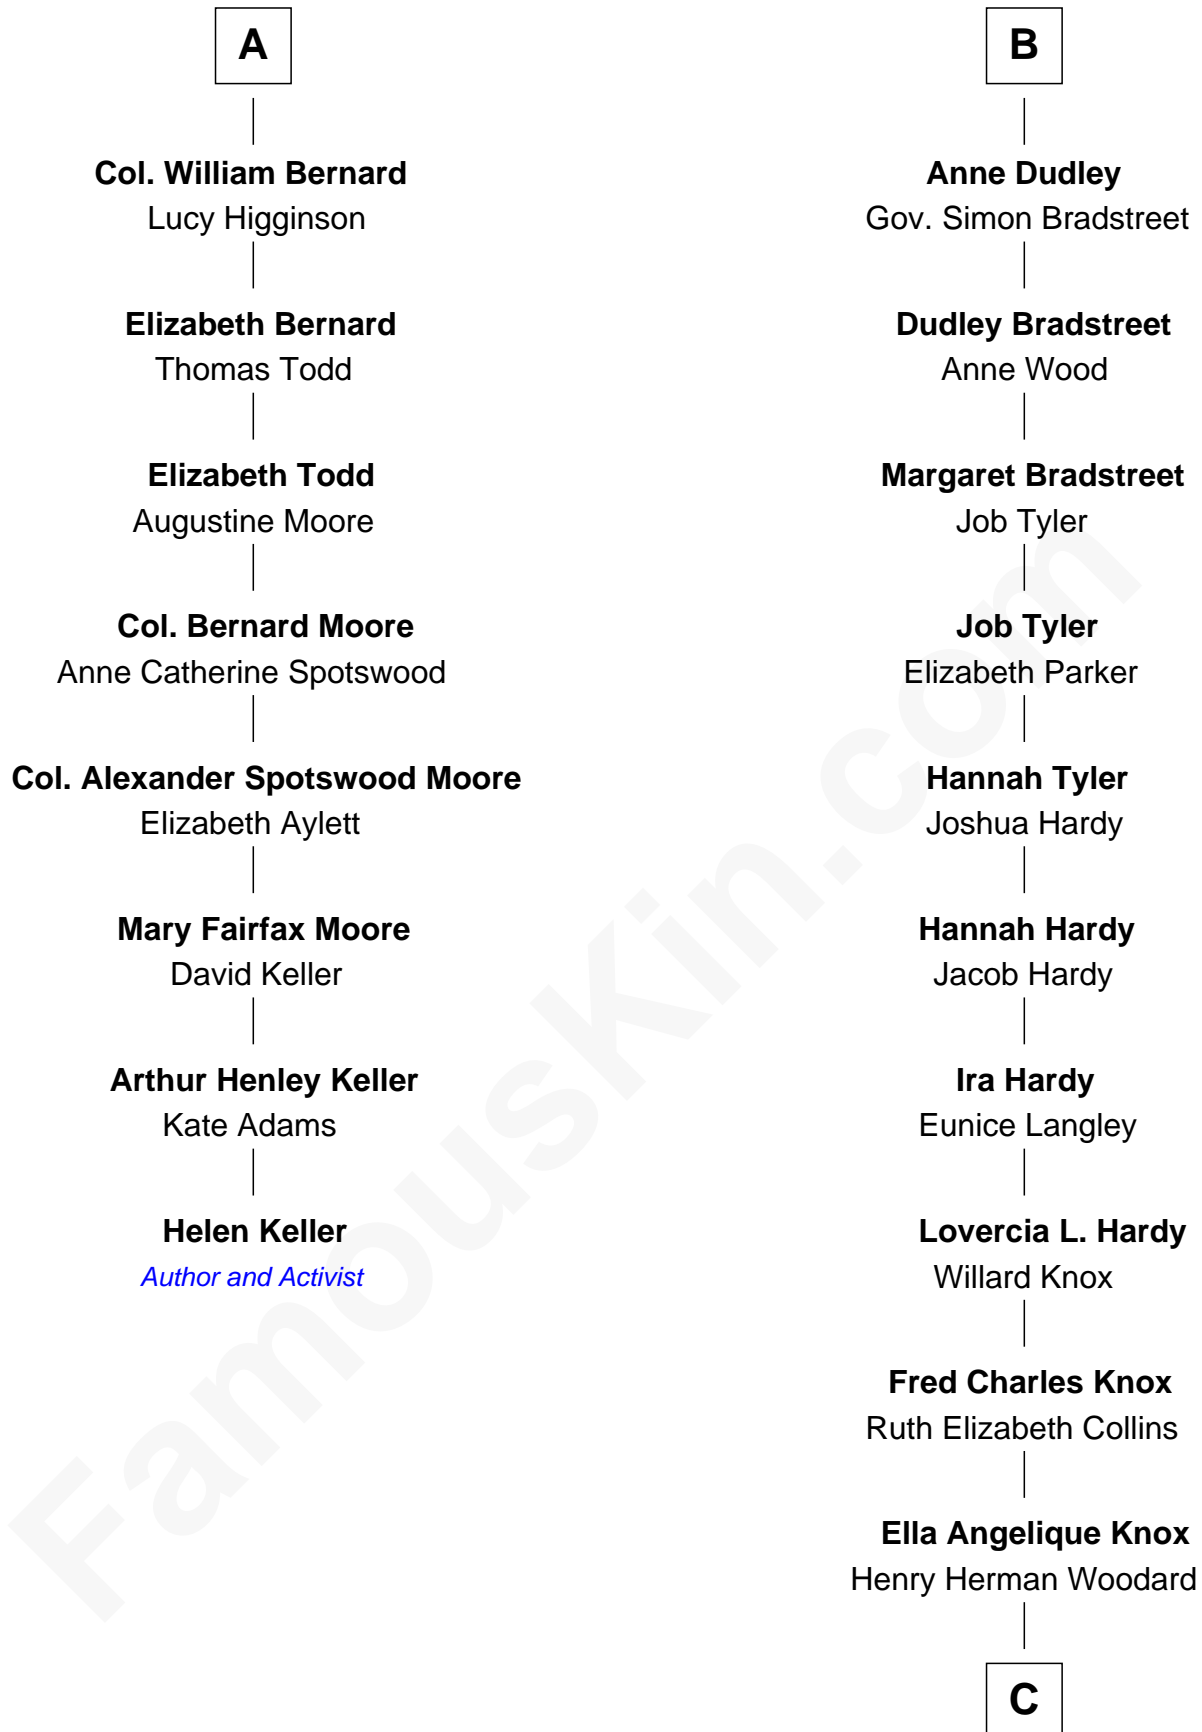 A
Col. William Bernard
Lucy Higginson
Elizabeth Bernard
Thomas Todd
Elizabeth Todd
Augustine Moore
Col. Bernard Moore
Anne Catherine Spotswood
Col. Alexander Spotswood Moore
Elizabeth Aylett
Mary Fairfax Moore
David Keller
Arthur Henley Keller
Kate Adams
Helen Keller
Author and Activist
B
Anne Dudley
Gov. Simon Bradstreet
Dudley Bradstreet
Anne Wood
Margaret Bradstreet
Job Tyler
Job Tyler
Elizabeth Parker
Hannah Tyler
Joshua Hardy
Hannah Hardy
Jacob Hardy
Ira Hardy
Eunice Langley
Lovercia L. Hardy
Willard Knox
Fred Charles Knox
Ruth Elizabeth Collins
Ella Angelique Knox
Henry Herman Woodard
C
FamousKin.com